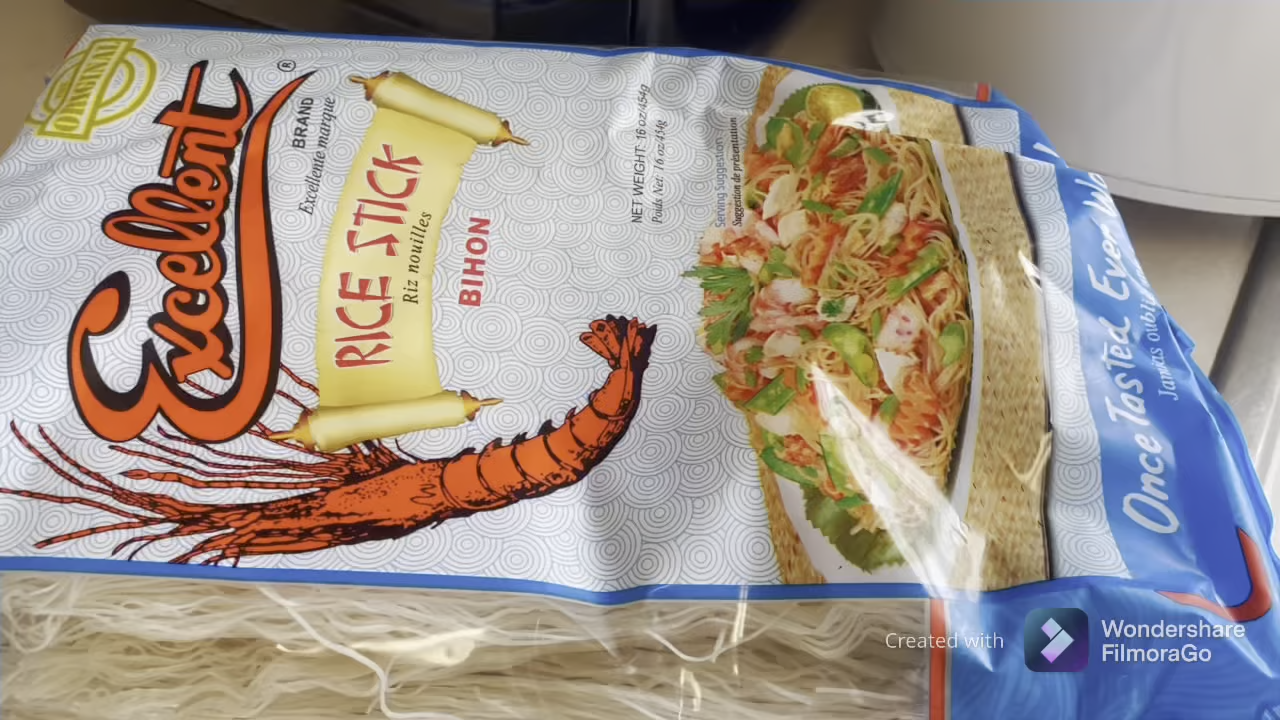 ORIGINAL
Excellent®
BRAND
Excellente marque
RICE STICK
Riz nouilles
BIHON
NET WEIGHT: 16 oz/454g
Poids Net: 16 oz/454g
Serving Suggestion
Suggestion de présentation
Once Tasted Ever
Jamais
Created with
Wondershare
FilmoraGo